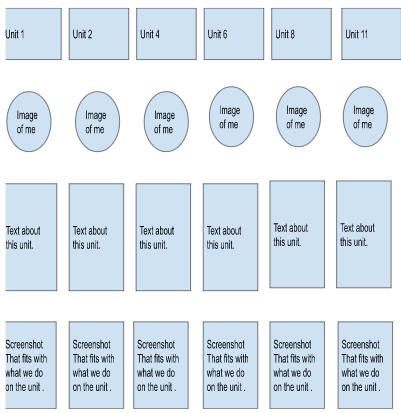 Unit 1
Unit 2
Unit 4
Unit 6
Unit 8
Unit 11
Image
of me
Image
of me
Image
of me
Image
of me
Image
of me
Image
of me
Text about
this unit.
Text about
this unit.
Text about
this unit.
Text about
this unit.
Text about
this unit.
Text about
this unit.
Screenshot
That fits with
what we do
on the unit .
Screenshot
That fits with
what we do
on the unit .
Screenshot
That fits with
what we do
on the unit .
Screenshot
That fits with
what we do
on the unit .
Screenshot
That fits with
what we do
on the unit .
Screenshot
That fits with
what we do
on the unit .